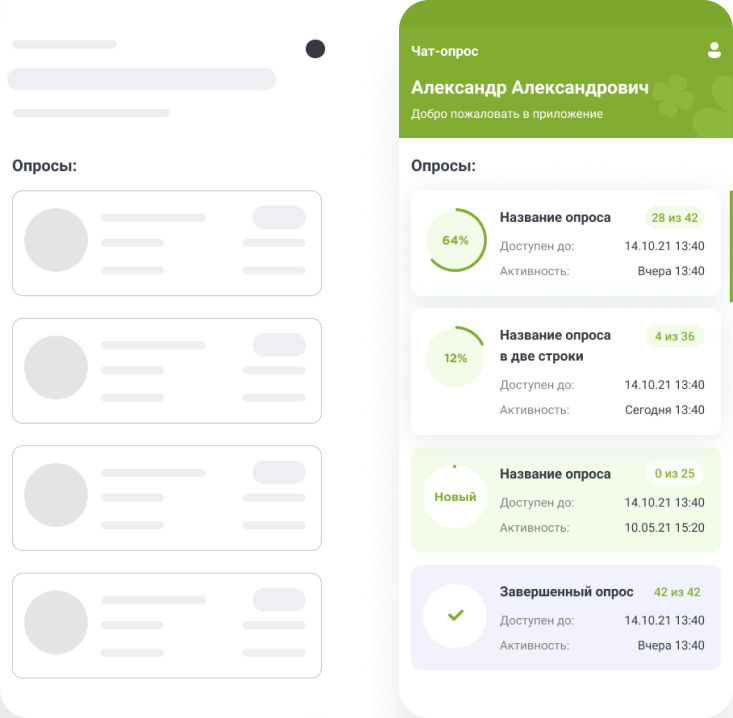 Опросы:
Чат-опрос
Александр Александрович
Добро пожаловать в приложение
Опросы:
64%
Название опроса
28 из 42
Доступен до:
14.10.21 13:40
Активность:
Вчера 13:40
12%
Название опроса
в две строки
4 из 36
Доступен до:
14.10.21 13:40
Активность:
Сегодня 13:40
Новый
Название опроса
0 из 25
Доступен до:
14.10.21 13:40
Активность:
10.05.21 15:20
Завершенный опрос
42 из 42
Доступен до:
14.10.21 13:40
Активность:
Вчера 13:40